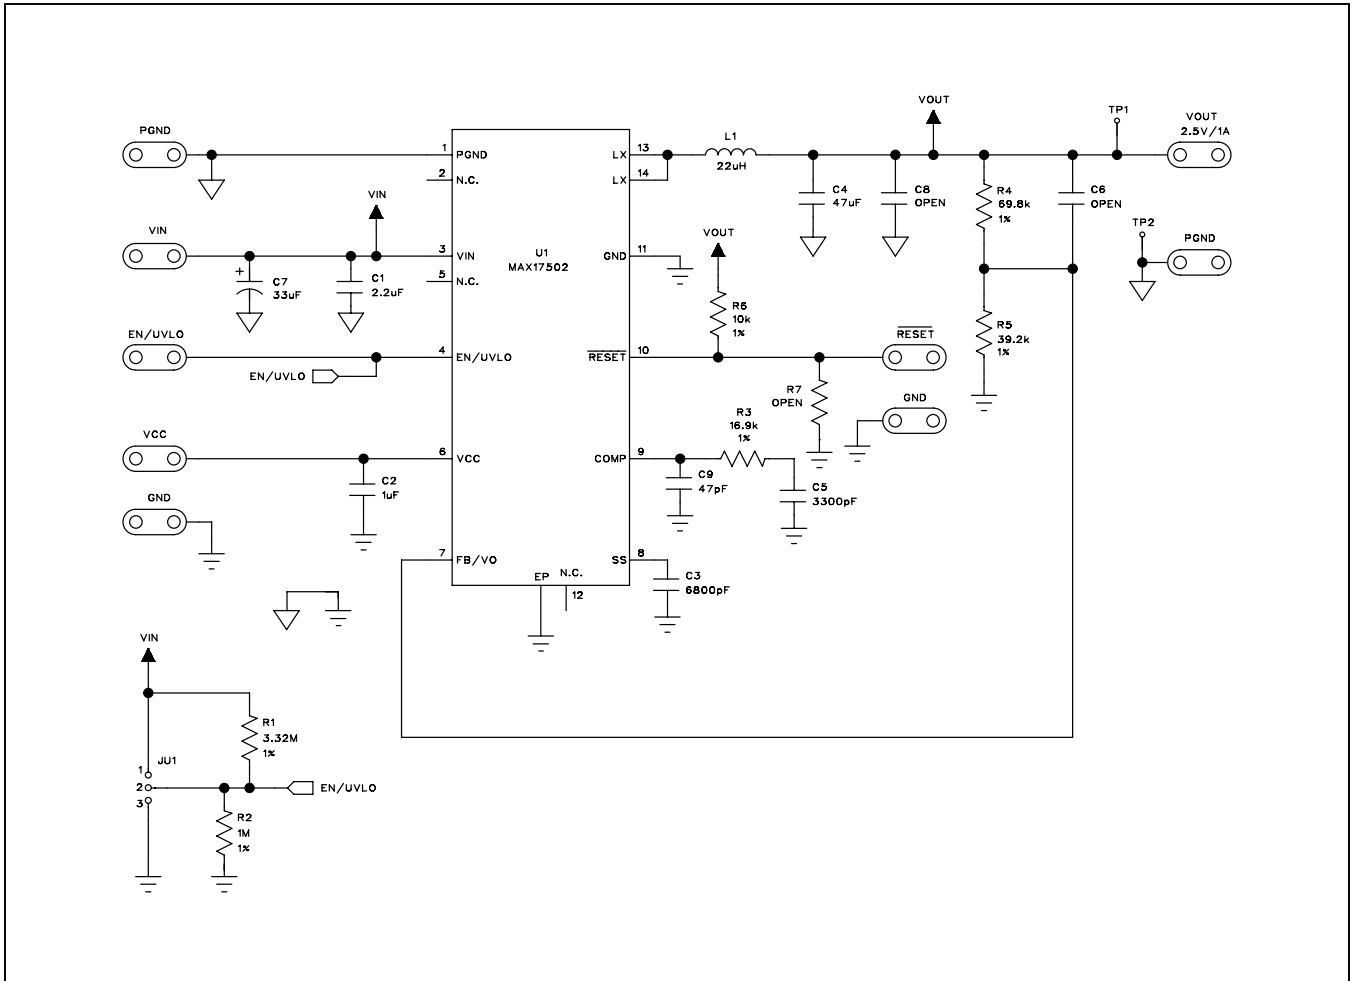 PGND
1
PGND
2
N.C.
VIN
VIN
3
VIN
5
N.C.
+
C7
33uF
C1
2.2uF
EN/UVLO
4
EN/UVLO
EN/UVLO
VCC
6
VCC
C2
1uF
GND
7
FB/VO
U1
MAX17502
EP
N.C.
12
LX
13
LX
14
GND
11
RESET
10
COMP
9
SS
8
L1
22uH
C4
47uF
C8
OPEN
VOUT
R4
69.8k
1%
C6
OPEN
TP1
VOUT
2.5V/1A
TP2
PGND
VOUT
R6
10k
1%
R5
39.2k
1%
RESET
R7
OPEN
GND
R3
16.9k
1%
C9
47pF
C5
3300pF
C3
6800pF
VIN
R1
3.32M
1%
JU1
1
2
3
EN/UVLO
R2
1M
1%